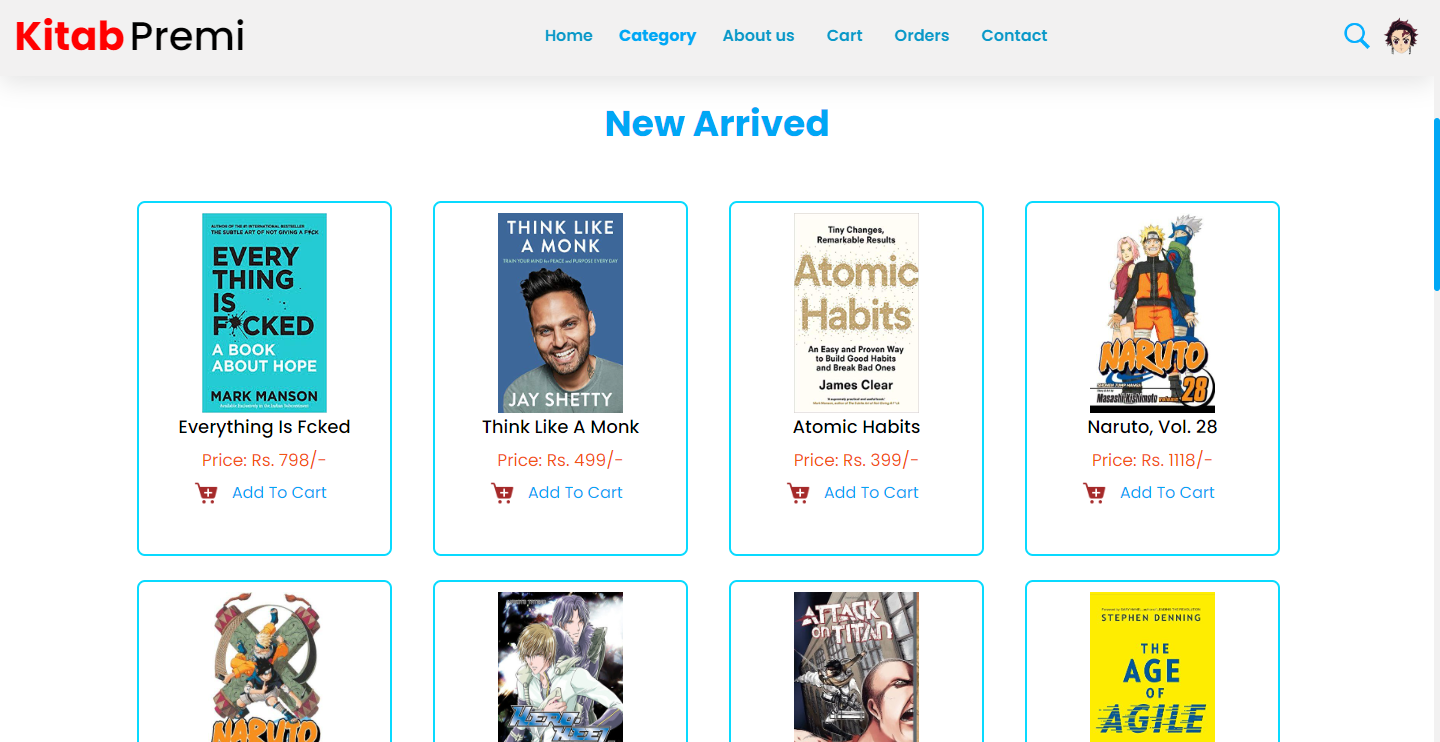 Kitab Premi
Home Category About us Cart Orders Contact
New Arrived
AUTHOR OF THE #1 INTERNATIONAL BESTSELLER
THE SUBTLE ART OF NOT GIVING A F*CK
EVERY
THING
IS
F*CKED
A BOOK
ABOUT HOPE
MARK MANSON
Everything Is Fcked
Price: Rs. 798/-
Add To Cart
THINK LIKE
A MONK
TRAIN YOUR MIND for PEACE and PURPOSE EVERY DAY
JAY SHETTY
Think Like A Monk
Price: Rs. 499/-
Add To Cart
Tiny Changes,
Remarkable Results
Atomic
Habits
An Easy and Proven Way
to Build Good Habits
and Break Bad Ones
James Clear
Atomic Habits
Price: Rs. 399/-
Add To Cart
NARUTO
Masashi Kishimoto
28
Naruto, Vol. 28
Price: Rs. 1118/-
Add To Cart
NARUTO
HERO
HEEL
ATTACK
on TITAN
STEPHEN DENNING
THE
AGE
OF
AGILE